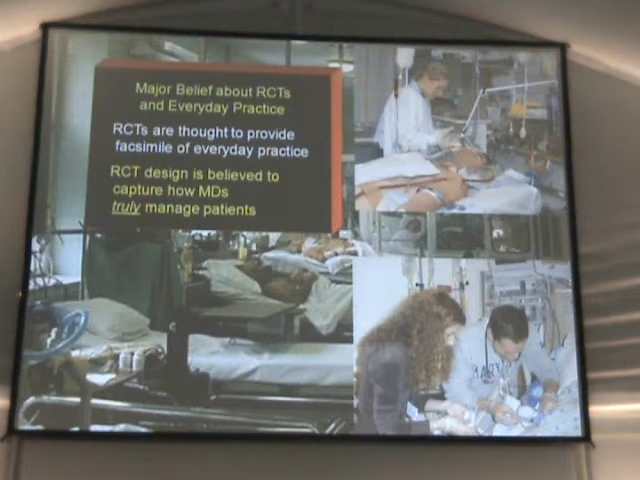 Major Belief about RCTs
and Everyday Practice
RCTs are thought to provide
facsimile of everyday practice
RCT design is believed to
capture how MDs
truly manage patients